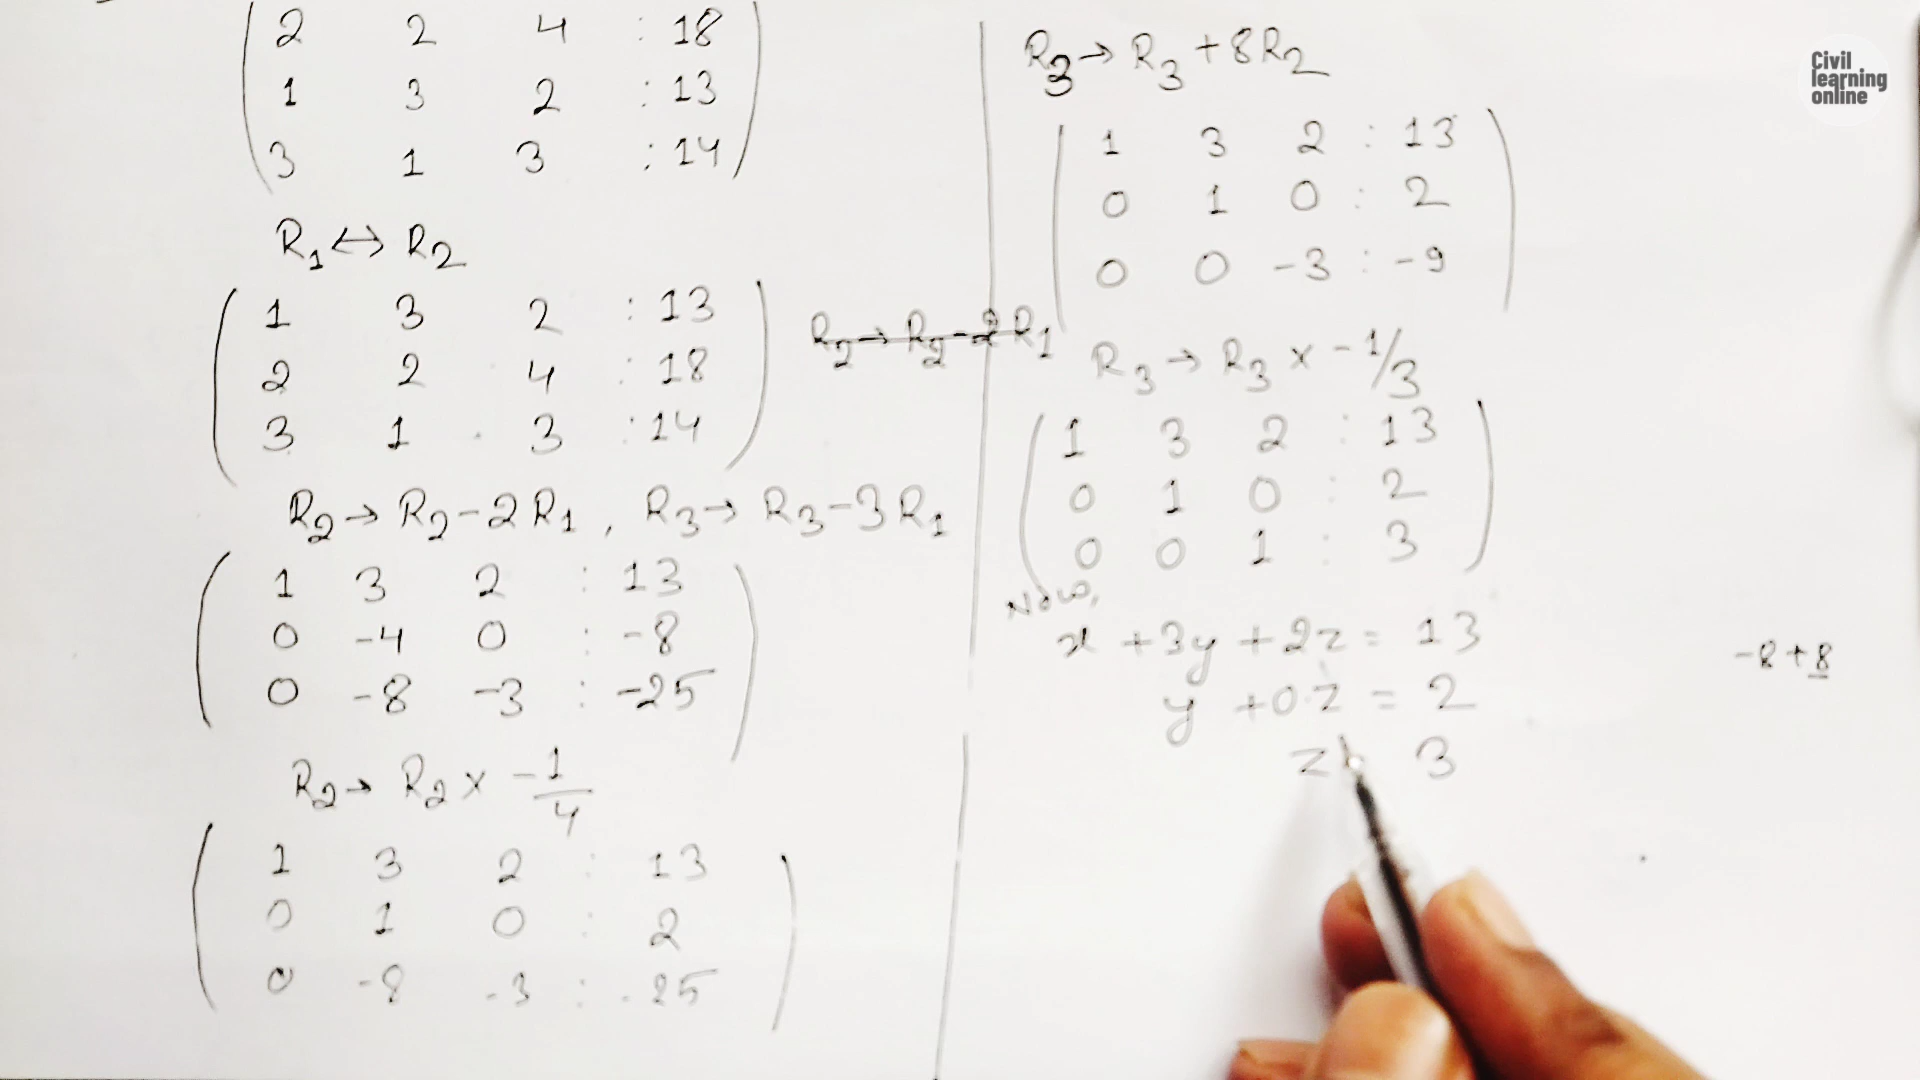 2 2 4 : 18
1 3 2 : 13
3 1 3 : 14
R1 ↔ R2
1 3 2 : 13
2 2 4 : 18
3 1 3 : 14
R2 → R2 - 2R1
R2 → R2 - 2R1 , R3 → R3 - 3R1
1 3 2 : 13
0 -4 0 : -8
0 -8 -3 : -25
R2 → R2 × -1/4
1 3 2 : 13
0 1 0 : 2
0 -8 -3 : -25
R3 → R3 + 8R2
1 3 2 : 13
0 1 0 : 2
0 0 -3 : -9
R3 → R3 × -1/3
1 3 2 : 13
0 1 0 : 2
0 0 1 : 3
Now,
x + 3y + 2z = 13
y + 0.z = 2
z 3
-8 + 8
Civil
learning
online